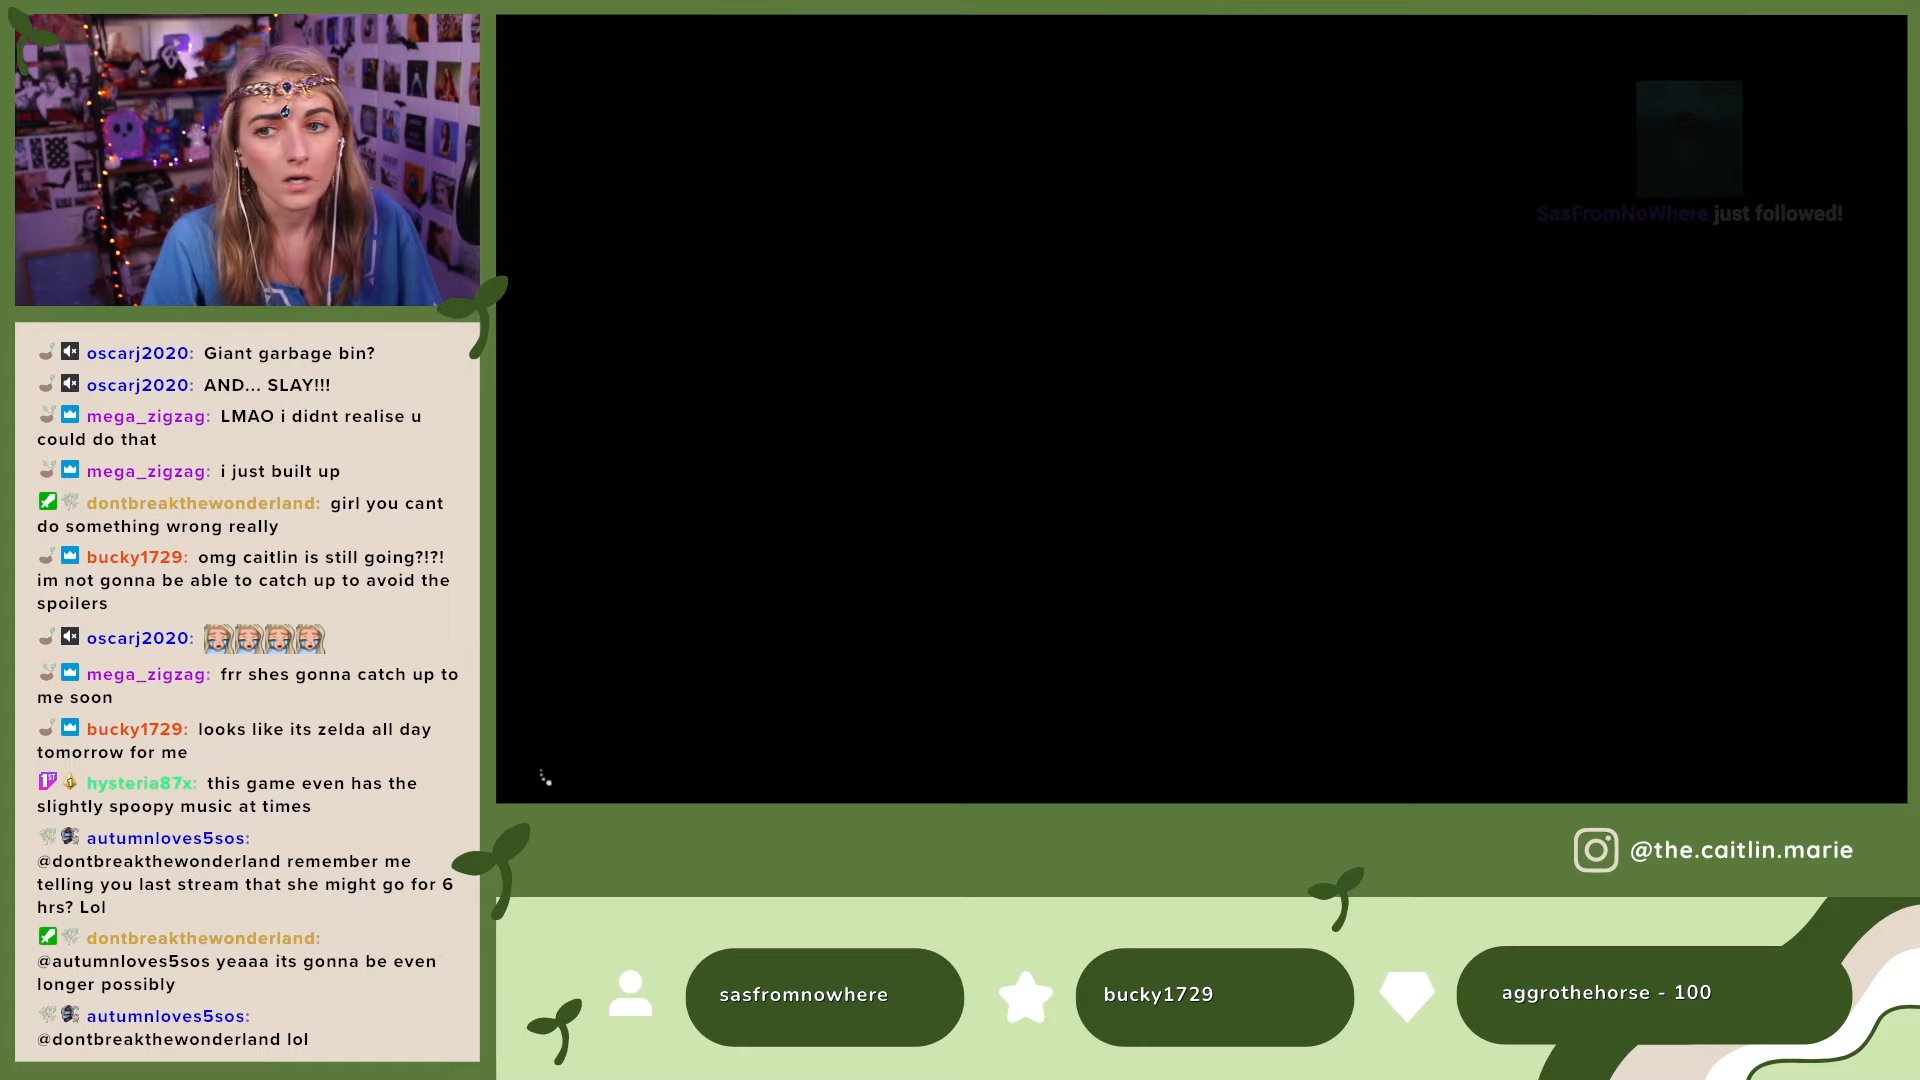 oscarj2020: Giant garbage bin?
oscarj2020: AND... SLAY!!!
mega_zigzag: LMAO i didnt realise u
could do that
mega_zigzag: i just built up
dontbreakthewonderland: girl you cant
do something wrong really
bucky1729: omg caitlin is still going?!?!
im not gonna be able to catch up to avoid the
spoilers
oscarj2020:
mega_zigzag: frr shes gonna catch up to
me soon
bucky1729: looks like its zelda all day
tomorrow for me
1ST hysteria87x: this game even has the
slightly spoopy music at times
autumnloves5sos:
@dontbreakthewonderland remember me
telling you last stream that she might go for 6
hrs? Lol
dontbreakthewonderland:
@autumnloves5sos yeaaa its gonna be even
longer possibly
autumnloves5sos:
@dontbreakthewonderland lol
SasFromNoWhere just followed!
@the.caitlin.marie
sasfromnowhere
bucky1729
aggrothehorse - 100